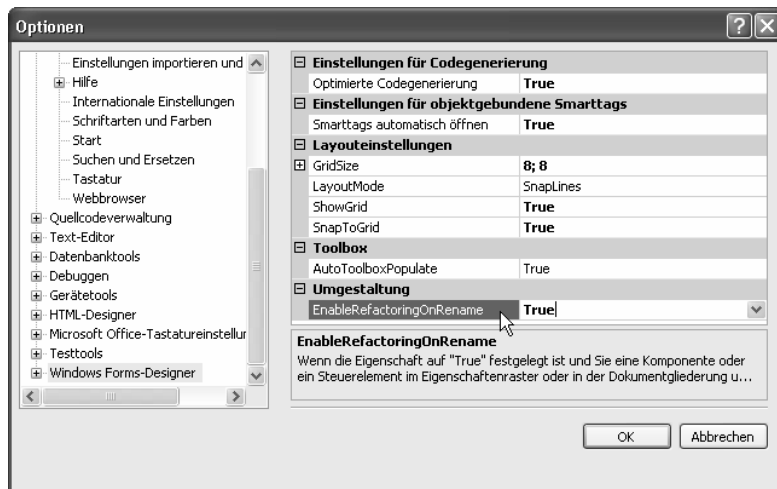 Optionen
Einstellungen importieren und
Hilfe
Internationale Einstellungen
Schriftarten und Farben
Start
Suchen und Ersetzen
Tastatur
Webbrowser
Quellcodeverwaltung
Text-Editor
Datenbanktools
Debuggen
Gerätetools
HTML-Designer
Microsoft Office-Tastatureinstellur
Testtools
Windows Forms-Designer
Einstellungen für Codegenerierung
Optimierte Codegenerierung True
Einstellungen für objektgebundene Smarttags
Smarttags automatisch öffnen True
Layouteinstellungen
GridSize 8; 8
LayoutMode SnapLines
ShowGrid True
SnapToGrid True
Toolbox
AutoToolboxPopulate True
Umgestaltung
EnableRefactoringOnRename True
EnableRefactoringOnRename
Wenn die Eigenschaft auf "True" festgelegt ist und Sie eine Komponente oder
ein Steuerelement im Eigenschaftenraster oder in der Dokumentgliederung u...
OK Abbrechen